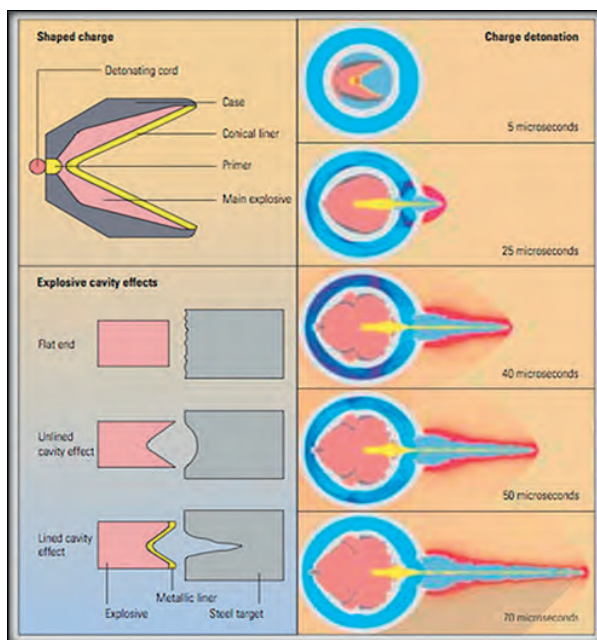 Shaped charge
Detonating cord
Case
Conical liner
Primer
Main explosive
Explosive cavity effects
Flat end
Unlined
cavity effect
Lined cavity
effect
Metallic liner
Explosive
Steel target
Charge detonation
5 microseconds
25 microseconds
40 microseconds
50 microseconds
70 microseconds